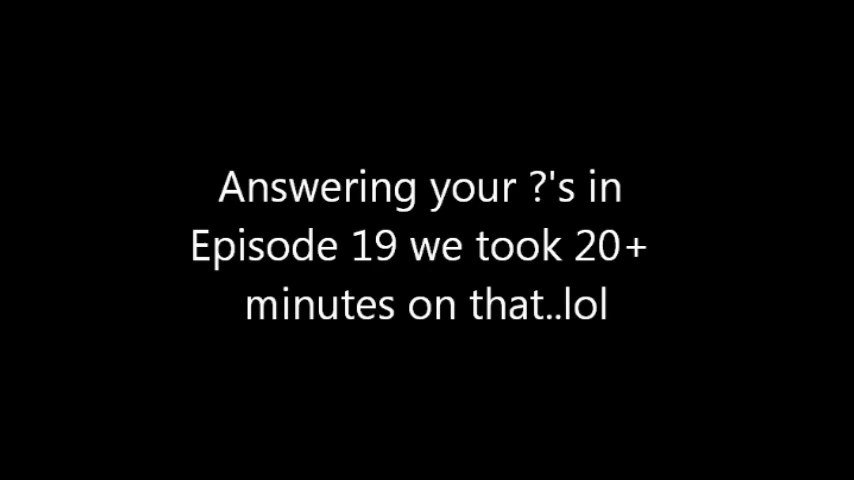 Answering your ?'s in
Episode 19 we took 20+
minutes on that..lol